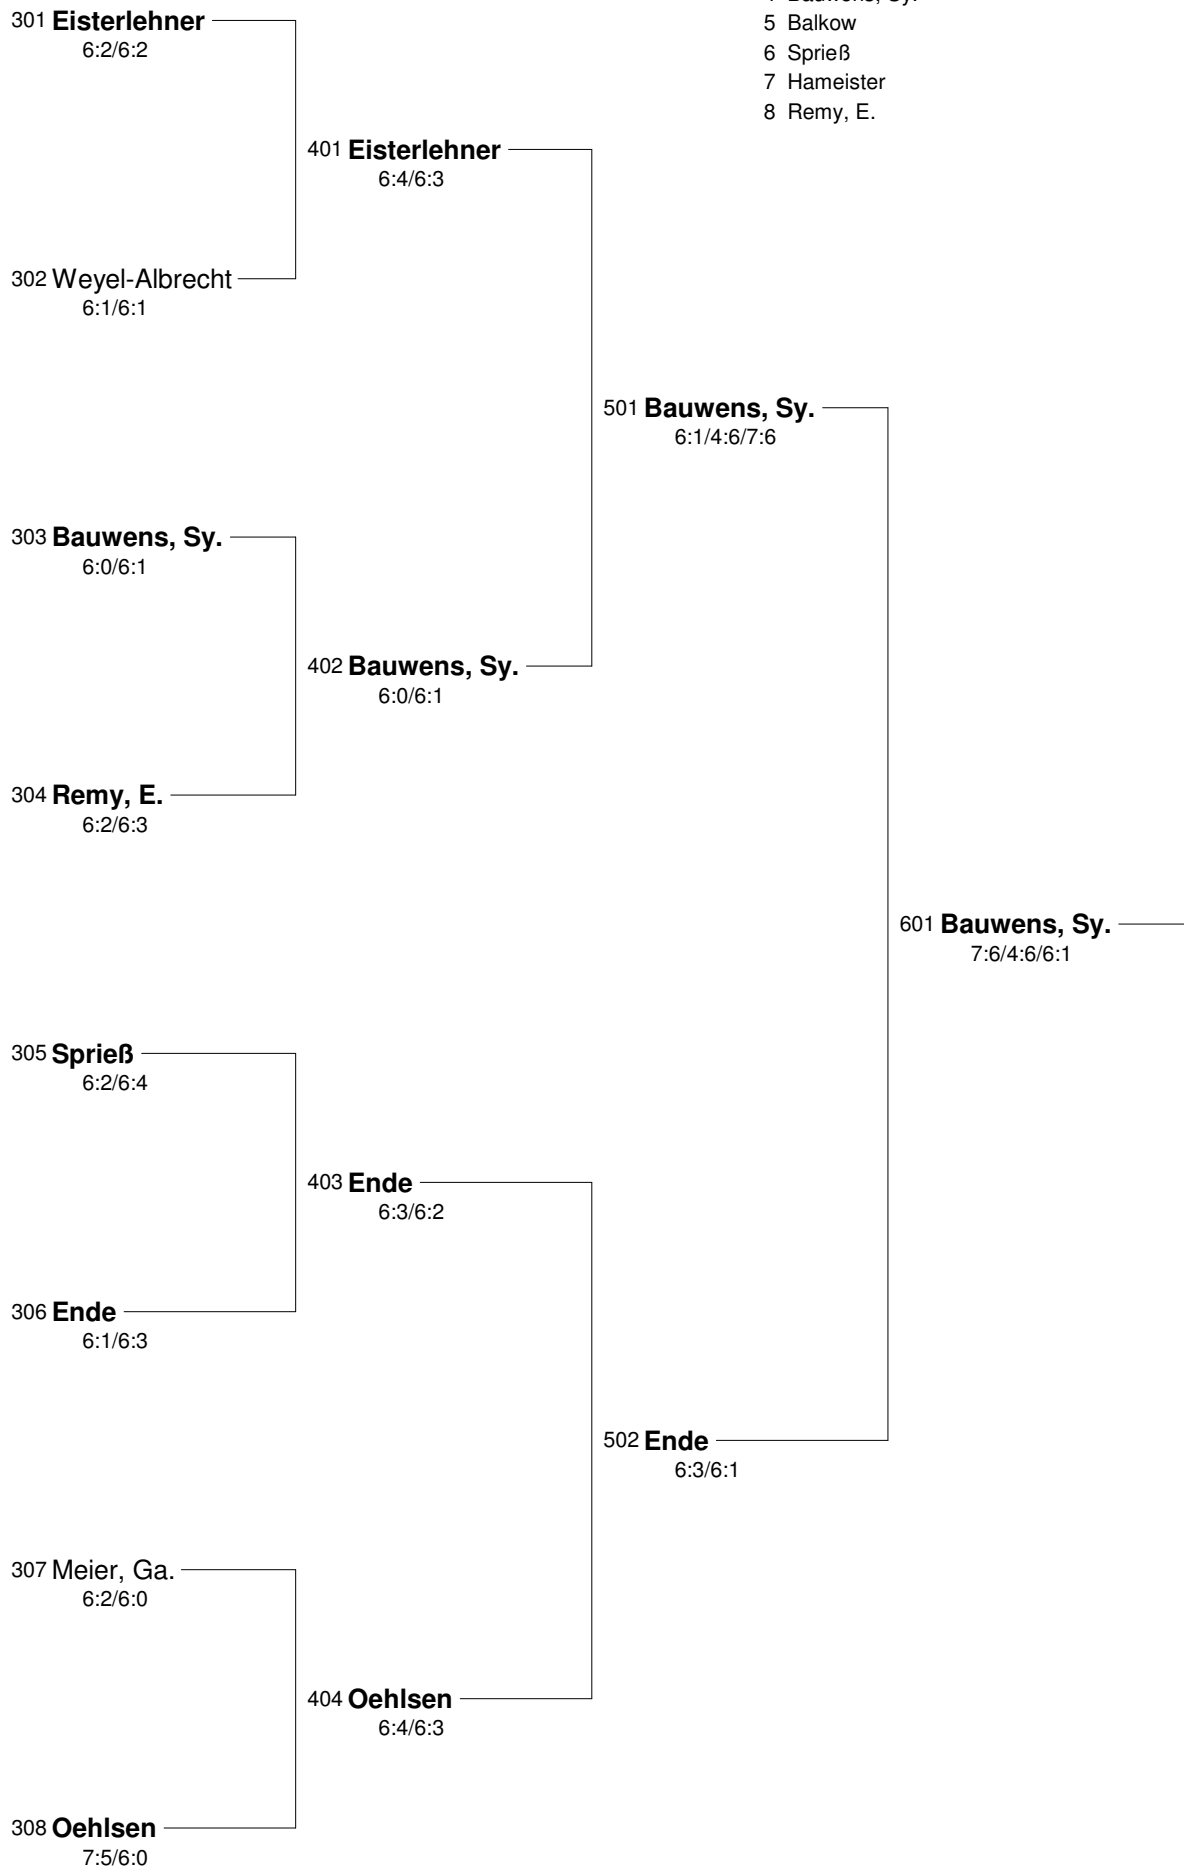 4 Bauwens, Sy.
5 Balkow
6 Sprieß
7 Hameister
8 Remy, E.
301 Eisterlehner
6:2/6:2
401 Eisterlehner
6:4/6:3
302 Weyel-Albrecht
6:1/6:1
501 Bauwens, Sy.
6:1/4:6/7:6
303 Bauwens, Sy.
6:0/6:1
402 Bauwens, Sy.
6:0/6:1
304 Remy, E.
6:2/6:3
601 Bauwens, Sy.
7:6/4:6/6:1
305 Sprieß
6:2/6:4
403 Ende
6:3/6:2
306 Ende
6:1/6:3
502 Ende
6:3/6:1
307 Meier, Ga.
6:2/6:0
404 Oehlsen
6:4/6:3
308 Oehlsen
7:5/6:0